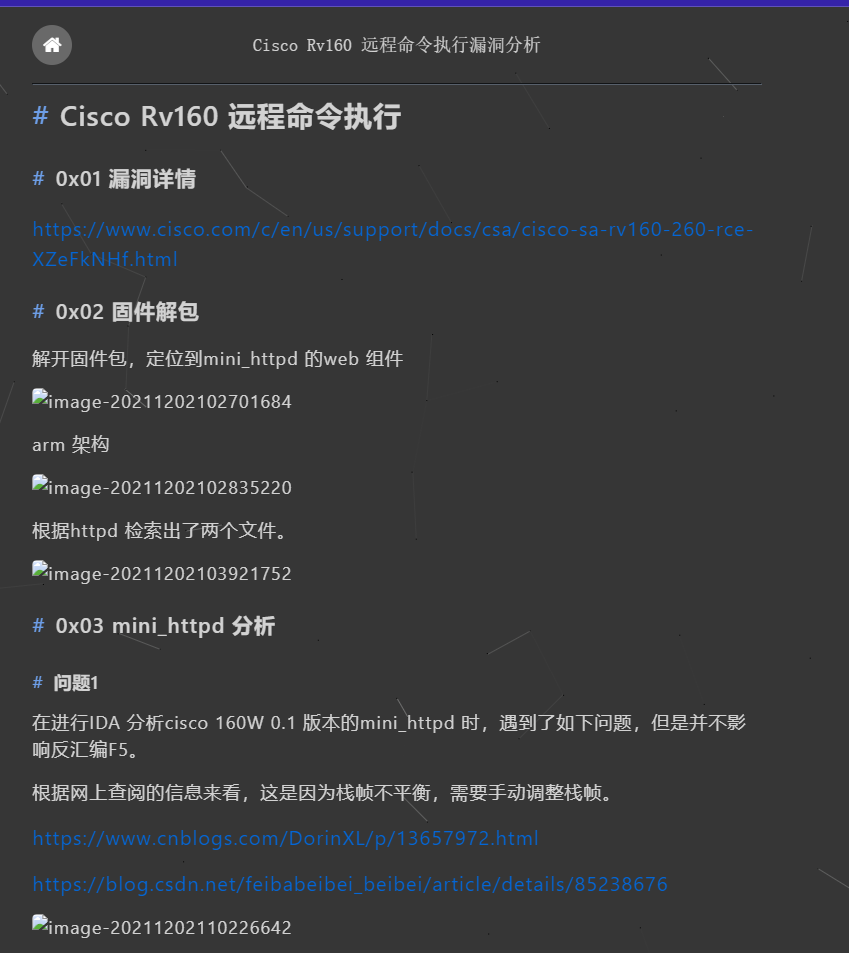 Cisco Rv160 远程命令执行漏洞分析
# Cisco Rv160 远程命令执行
# 0x01 漏洞详情
https://www.cisco.com/c/en/us/support/docs/csa/cisco-sa-rv160-260-rce-
XZeFkNHf.html
# 0x02 固件解包
解开固件包，定位到mini_httpd 的web 组件
image-20211202102701684
arm 架构
image-20211202102835220
根据httpd 检索出了两个文件。
image-20211202103921752
# 0x03 mini_httpd 分析
# 问题1
在进行IDA 分析cisco 160W 0.1 版本的mini_httpd 时，遇到了如下问题，但是并不影
响反汇编F5。
根据网上查阅的信息来看，这是因为栈帧不平衡，需要手动调整栈帧。
https://www.cnblogs.com/DorinXL/p/13657972.html
https://blog.csdn.net/feibabeibei_beibei/article/details/85238676
image-20211202110226642